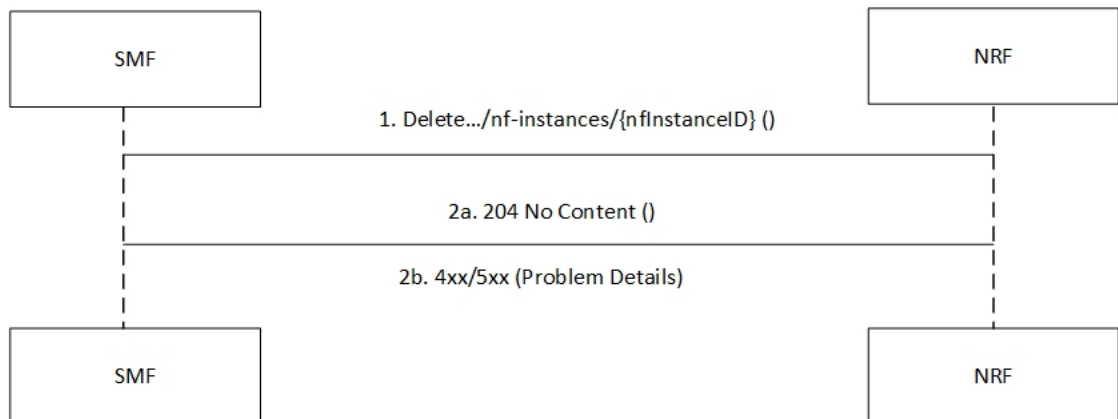 SMF
NRF
1. Delete.../nf-instances/{nfInstanceID} ()
2a. 204 No Content ()
2b. 4xx/5xx (Problem Details)
SMF
NRF